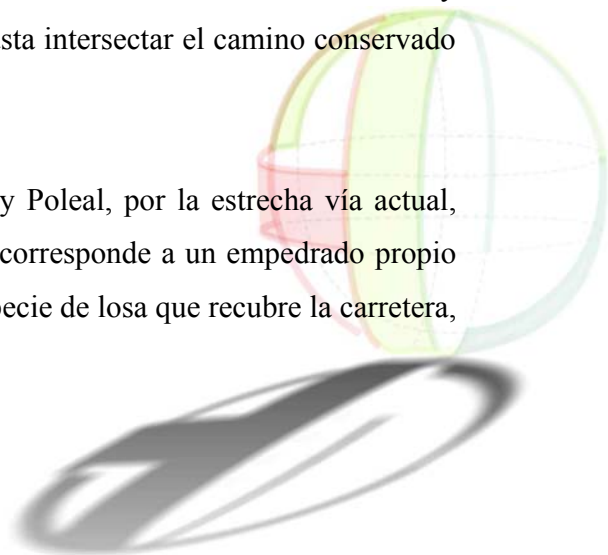 asta intersectar el camino conservado
y Poleal, por la estrecha vía actual,
corresponde a un empedrado propio
pecie de losa que recubre la carretera,